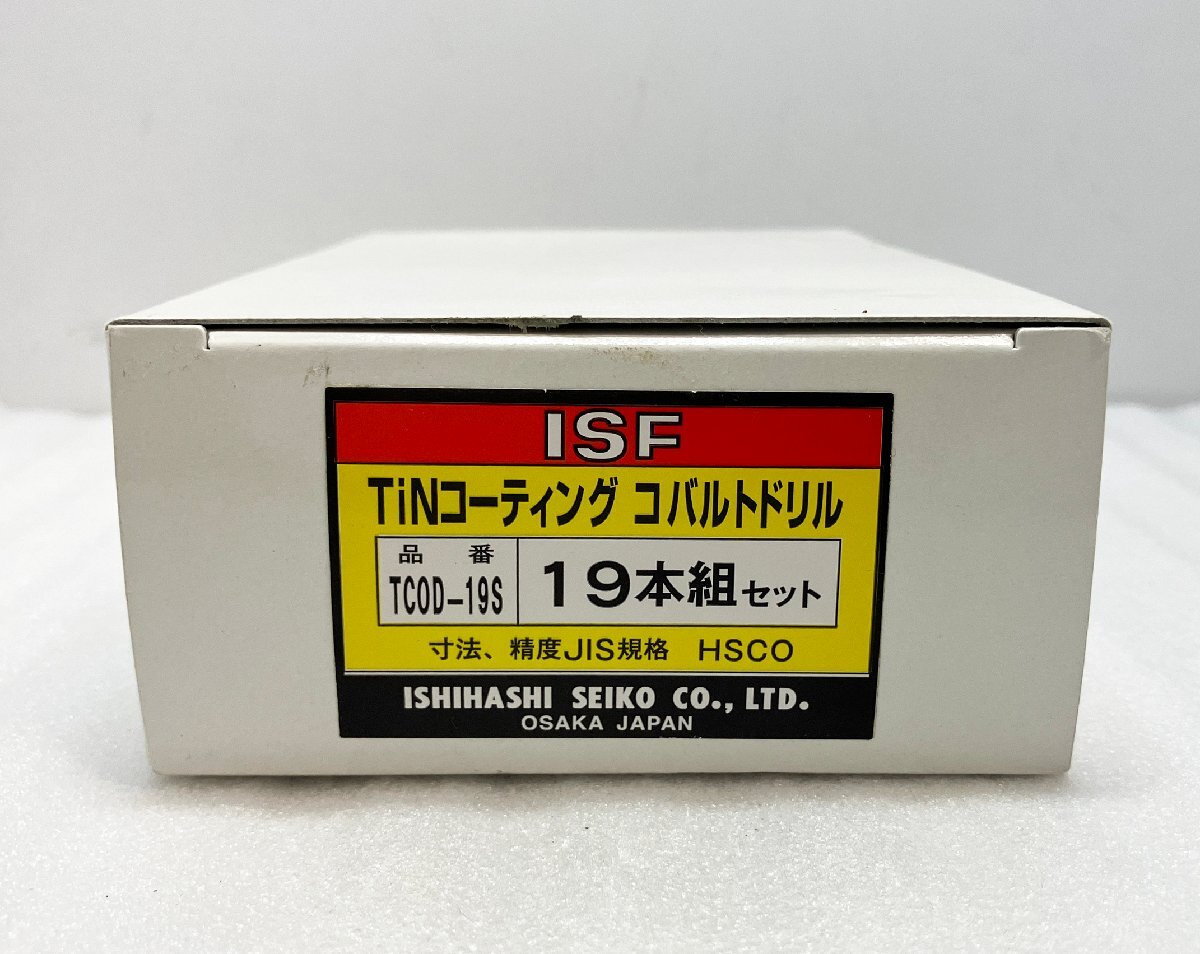 ISF
TiNコーティング コバルトドリル
品 番
TCOD-19S
19本組セット
寸法、精度JIS規格 HSCO
ISHIHASHI SEIKO CO., LTD.
OSAKA JAPAN